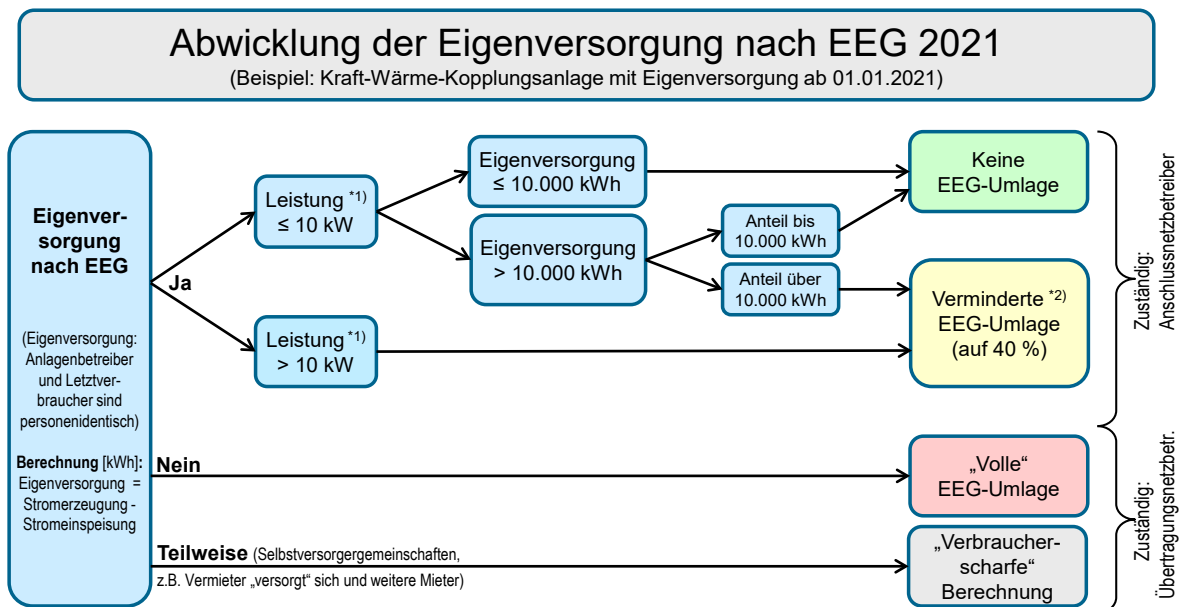 Abwicklung der Eigenversorgung nach EEG 2021
(Beispiel: Kraft-Wärme-Kopplungsanlage mit Eigenversorgung ab 01.01.2021)
Eigenver-
sorgung
nach EEG
(Eigenversorgung:
Anlagenbetreiber
und Letztver-
braucher sind
personenidentisch)
Berechnung [kWh]:
Eigenversorgung =
Stromerzeugung -
Stromeinspeisung
Ja
Leistung *1)
≤ 10 kW
Leistung *1)
> 10 kW
Eigenversorgung
≤ 10.000 kWh
Eigenversorgung
> 10.000 kWh
Anteil bis
10.000 kWh
Anteil über
10.000 kWh
Keine
EEG-Umlage
Verminderte *2)
EEG-Umlage
(auf 40 %)
Nein
„Volle“
EEG-Umlage
Teilweise (Selbstversorgergemeinschaften,
z.B. Vermieter „versorgt“ sich und weitere Mieter)
„Verbraucher-
scharfe“
Berechnung
Zuständig:
Anschlussnetzbetreiber
Zuständig:
Übertragungsnetzbetr.